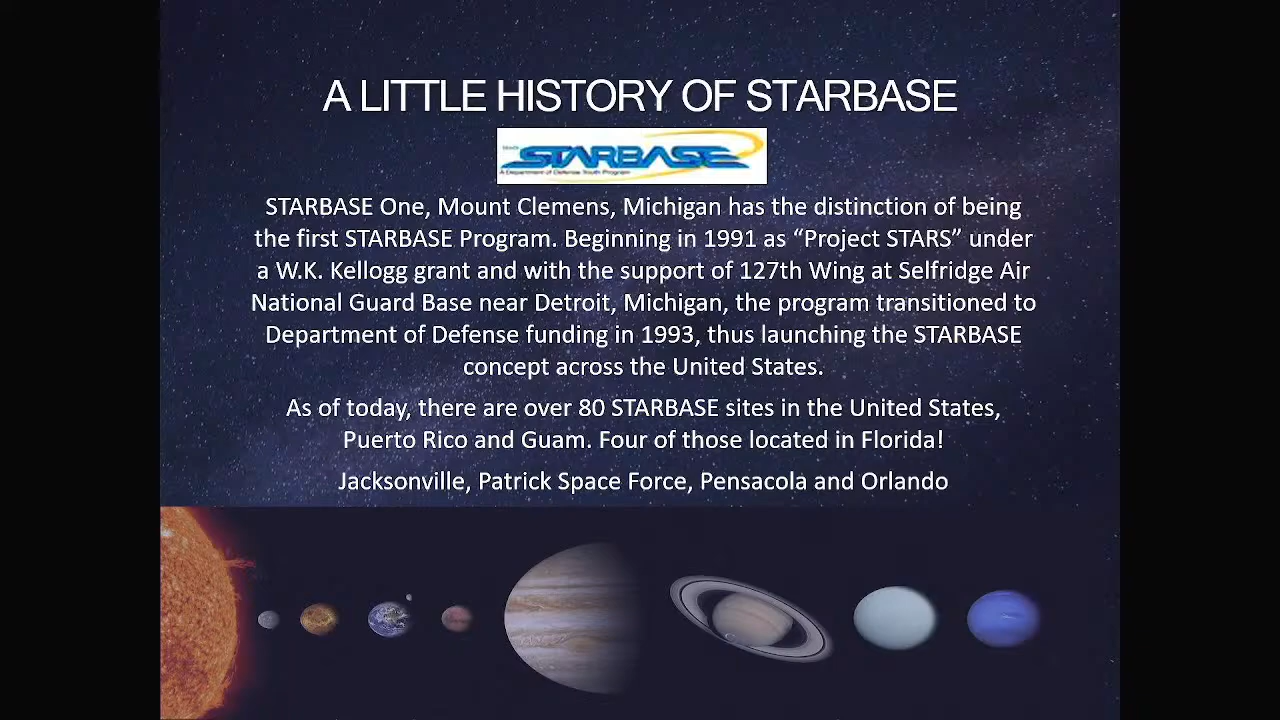 A LITTLE HISTORY OF STARBASE
STARBASE
A Department of Defense Youth Program
STARBASE One, Mount Clemens, Michigan has the distinction of being
the first STARBASE Program. Beginning in 1991 as “Project STARS” under
a W.K. Kellogg grant and with the support of 127th Wing at Selfridge Air
National Guard Base near Detroit, Michigan, the program transitioned to
Department of Defense funding in 1993, thus launching the STARBASE
concept across the United States.
As of today, there are over 80 STARBASE sites in the United States,
Puerto Rico and Guam. Four of those located in Florida!
Jacksonville, Patrick Space Force, Pensacola and Orlando